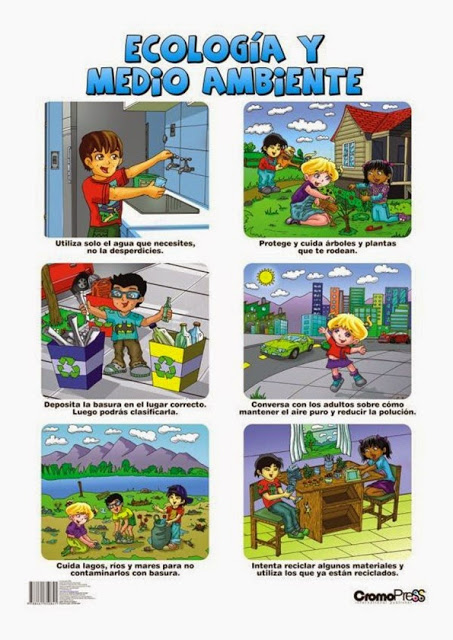 ECOLOGÍA Y
MEDIO AMBIENTE
Utiliza solo el agua que necesites,
no la desperdicies.
Protege y cuida árboles y plantas
que te rodean.
Deposita la basura en el lugar correcto.
Luego podrás clasificarla.
Conversa con los adultos sobre cómo
mantener el aire puro y reducir la polución.
Cuida lagos, ríos y mares para no
contaminarlos con basura.
Intenta reciclar algunos materiales y
utiliza los que ya están reciclados.
CromoPress